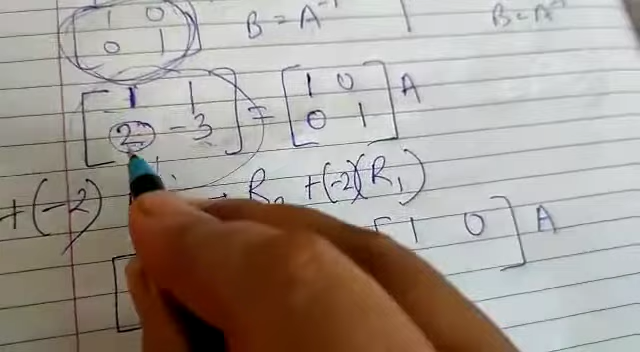 1 0 B = A⁻¹ B = A⁻¹
0 1
[ 1 1 ] = [ 1 0 ] A
[ 2 -3 ] [ 0 1 ]
+(-2) → R₂ +(-2)(R₁)
[ 1 0 ] A